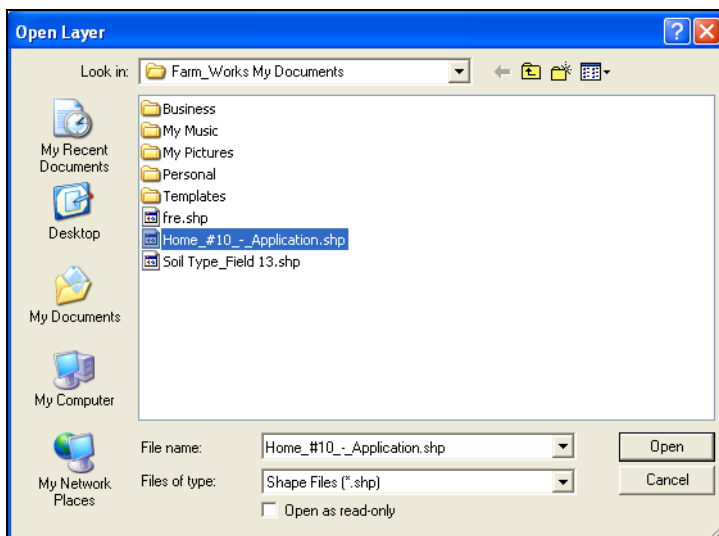 Open Layer
Look in: Farm_Works My Documents
My Recent
Documents
Desktop
My Documents
My Computer
My Network
Places
Business
My Music
My Pictures
Personal
Templates
fre.shp
Home_#10_-_Application.shp
Soil Type_Field 13.shp
File name: Home_#10_-_Application.shp Open
Files of type: Shape Files (*.shp) Cancel
Open as read-only